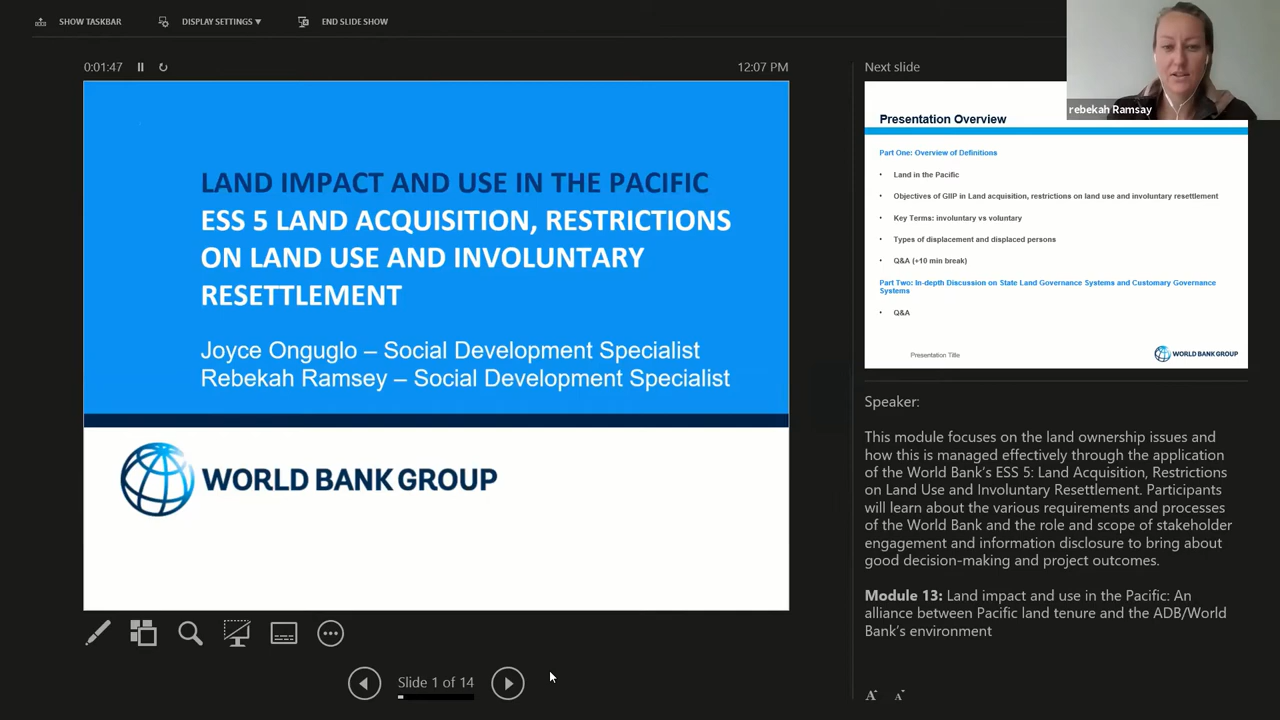 SHOW TASKBAR
DISPLAY SETTINGS ▼
END SLIDE SHOW
0:01:47
12:07 PM
LAND IMPACT AND USE IN THE PACIFIC
ESS 5 LAND ACQUISITION, RESTRICTIONS
ON LAND USE AND INVOLUNTARY
RESETTLEMENT
Joyce Onguglo – Social Development Specialist
Rebekah Ramsey – Social Development Specialist
WORLD BANK GROUP
Slide 1 of 14
Next slide
rebekah Ramsay
Presentation Overview
Part One: Overview of Definitions
• Land in the Pacific
• Objectives of GIIP in Land acquisition, restrictions on land use and involuntary resettlement
• Key Terms: involuntary vs voluntary
• Types of displacement and displaced persons
• Q&A (+10 min break)
Part Two: In-depth Discussion on State Land Governance Systems and Customary Governance
Systems
• Q&A
Presentation Title
WORLD BANK GROUP
Speaker:
This module focuses on the land ownership issues and
how this is managed effectively through the application
of the World Bank's ESS 5: Land Acquisition, Restrictions
on Land Use and Involuntary Resettlement. Participants
will learn about the various requirements and processes
of the World Bank and the role and scope of stakeholder
engagement and information disclosure to bring about
good decision-making and project outcomes.
Module 13: Land impact and use in the Pacific: An
alliance between Pacific land tenure and the ADB/World
Bank's environment
A A